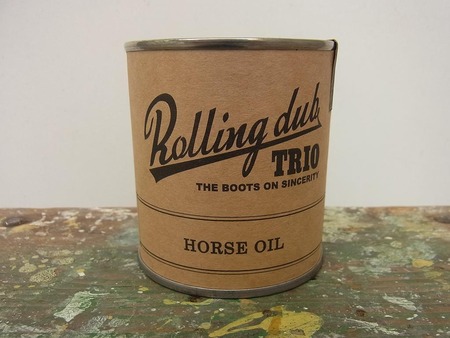 Rolling dub
TRIO
THE BOOTS ON SINCERITY
HORSE OIL